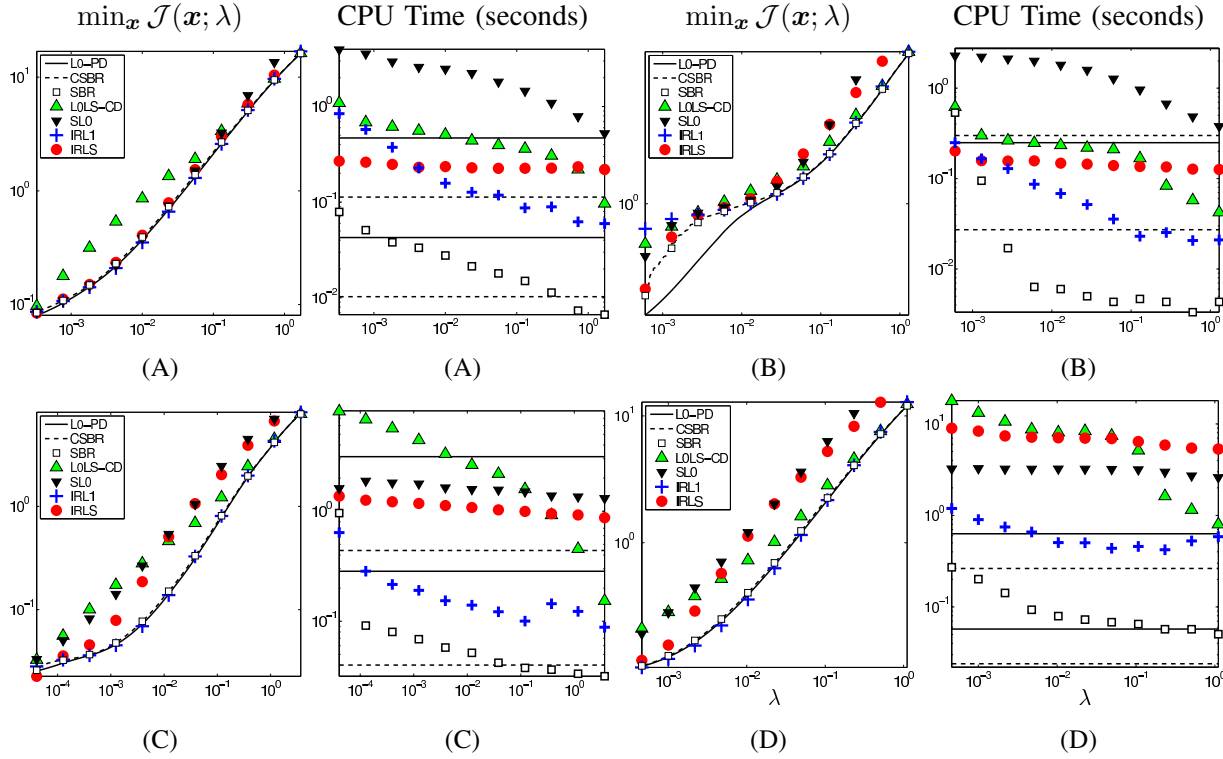 min_x J(x; λ) CPU Time (seconds) min_x J(x; λ) CPU Time (seconds)
10^1
10^0
10^-1
L0-PD
CSBR
SBR
L0LS-CD
SL0
IRL1
IRLS
10^-3 10^-2 10^-1 10^0
(A)
10^0
10^-1
10^-2
10^-3 10^-2 10^-1 10^0
(A)
10^0
L0-PD
CSBR
SBR
L0LS-CD
SL0
IRL1
IRLS
10^-3 10^-2 10^-1 10^0
(B)
10^0
10^-1
10^-2
10^-3 10^-2 10^-1 10^0
(B)
10^0
10^-1
L0-PD
CSBR
SBR
L0LS-CD
SL0
IRL1
IRLS
10^-4 10^-3 10^-2 10^-1 10^0
(C)
10^0
10^-1
10^-4 10^-3 10^-2 10^-1 10^0
(C)
10^1
10^0
L0-PD
CSBR
SBR
L0LS-CD
SL0
IRL1
IRLS
10^-3 10^-2 10^-1 10^0
λ
(D)
10^1
10^0
10^-1
10^-3 10^-2 10^-1 10^0
λ
(D)